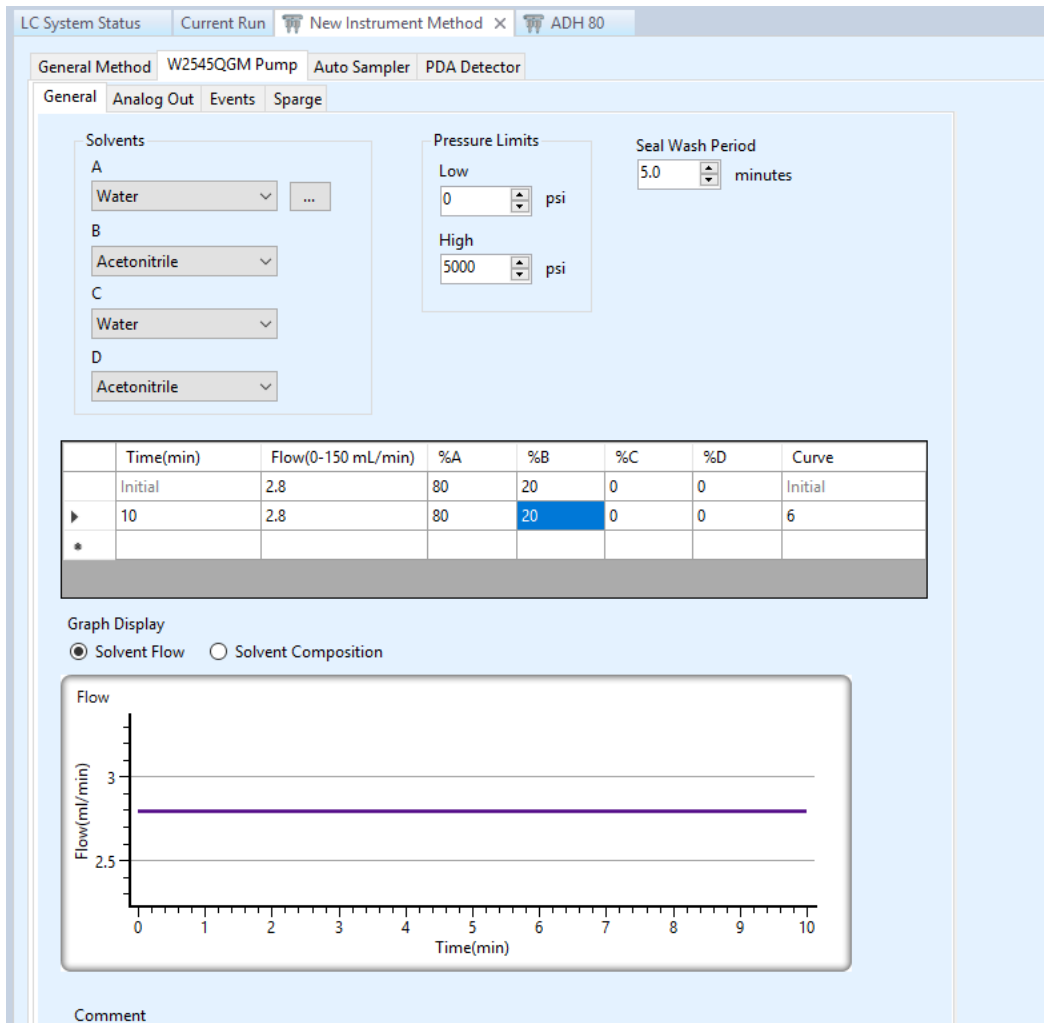 LC System Status Current Run New Instrument Method ADH 80
General Method W2545QGM Pump Auto Sampler PDA Detector
General Analog Out Events Sparge
Solvents
A
Water ...
B
Acetonitrile
C
Water
D
Acetonitrile
Pressure Limits
Low
0 psi
High
5000 psi
Seal Wash Period
5.0 minutes
Time(min) Flow(0-150 mL/min) %A %B %C %D Curve
Initial 2.8 80 20 0 0 Initial
10 2.8 80 20 0 0 6
Graph Display
Solvent Flow Solvent Composition
Flow
Flow(ml/min)
3
2.5
0 1 2 3 4 5 6 7 8 9 10
Time(min)
Comment